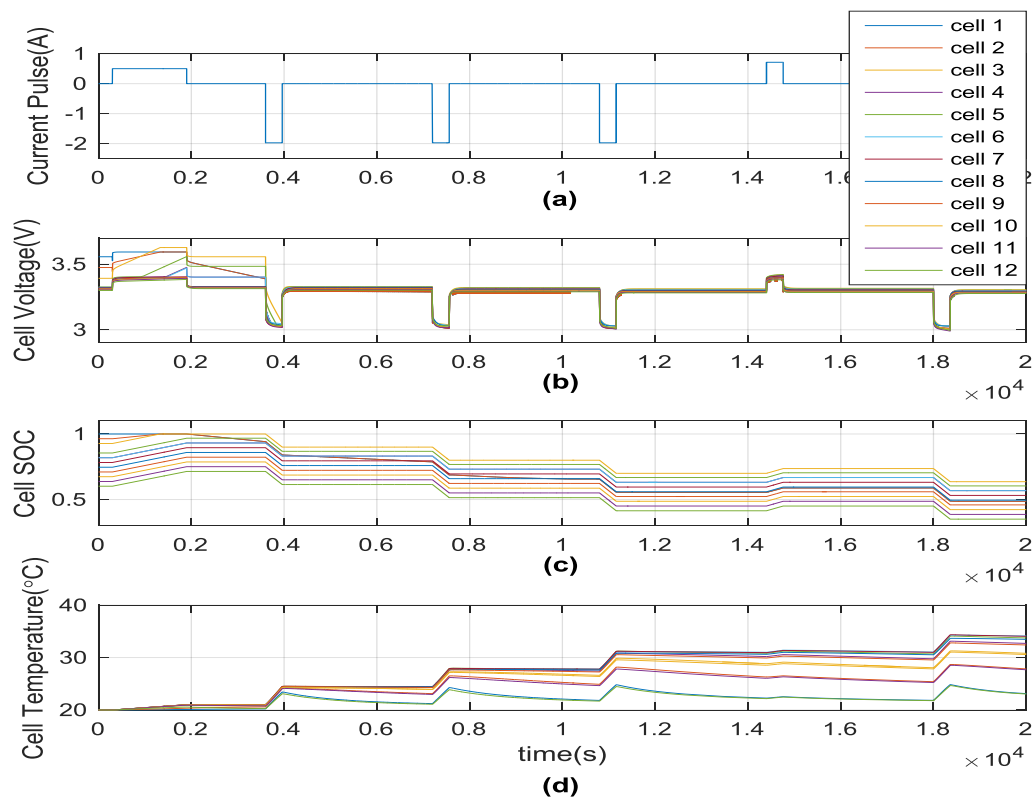 Current Pulse(A)
1
0
-1
-2
0 0.2 0.4 0.6 0.8 1 1.2 1.4 1.6 2
(a)
cell 1
cell 2
cell 3
cell 4
cell 5
cell 6
cell 7
cell 8
cell 9
cell 10
cell 11
cell 12
Cell Voltage(V)
3.5
3
0 0.2 0.4 0.6 0.8 1 1.2 1.4 1.6 1.8 2
(b)
× 10^4
Cell SOC
1
0.5
0 0.2 0.4 0.6 0.8 1 1.2 1.4 1.6 1.8 2
(c)
× 10^4
Cell Temperature(°C)
40
30
20
0 0.2 0.4 0.6 0.8 1 1.2 1.4 1.6 1.8 2
time(s)
× 10^4
(d)